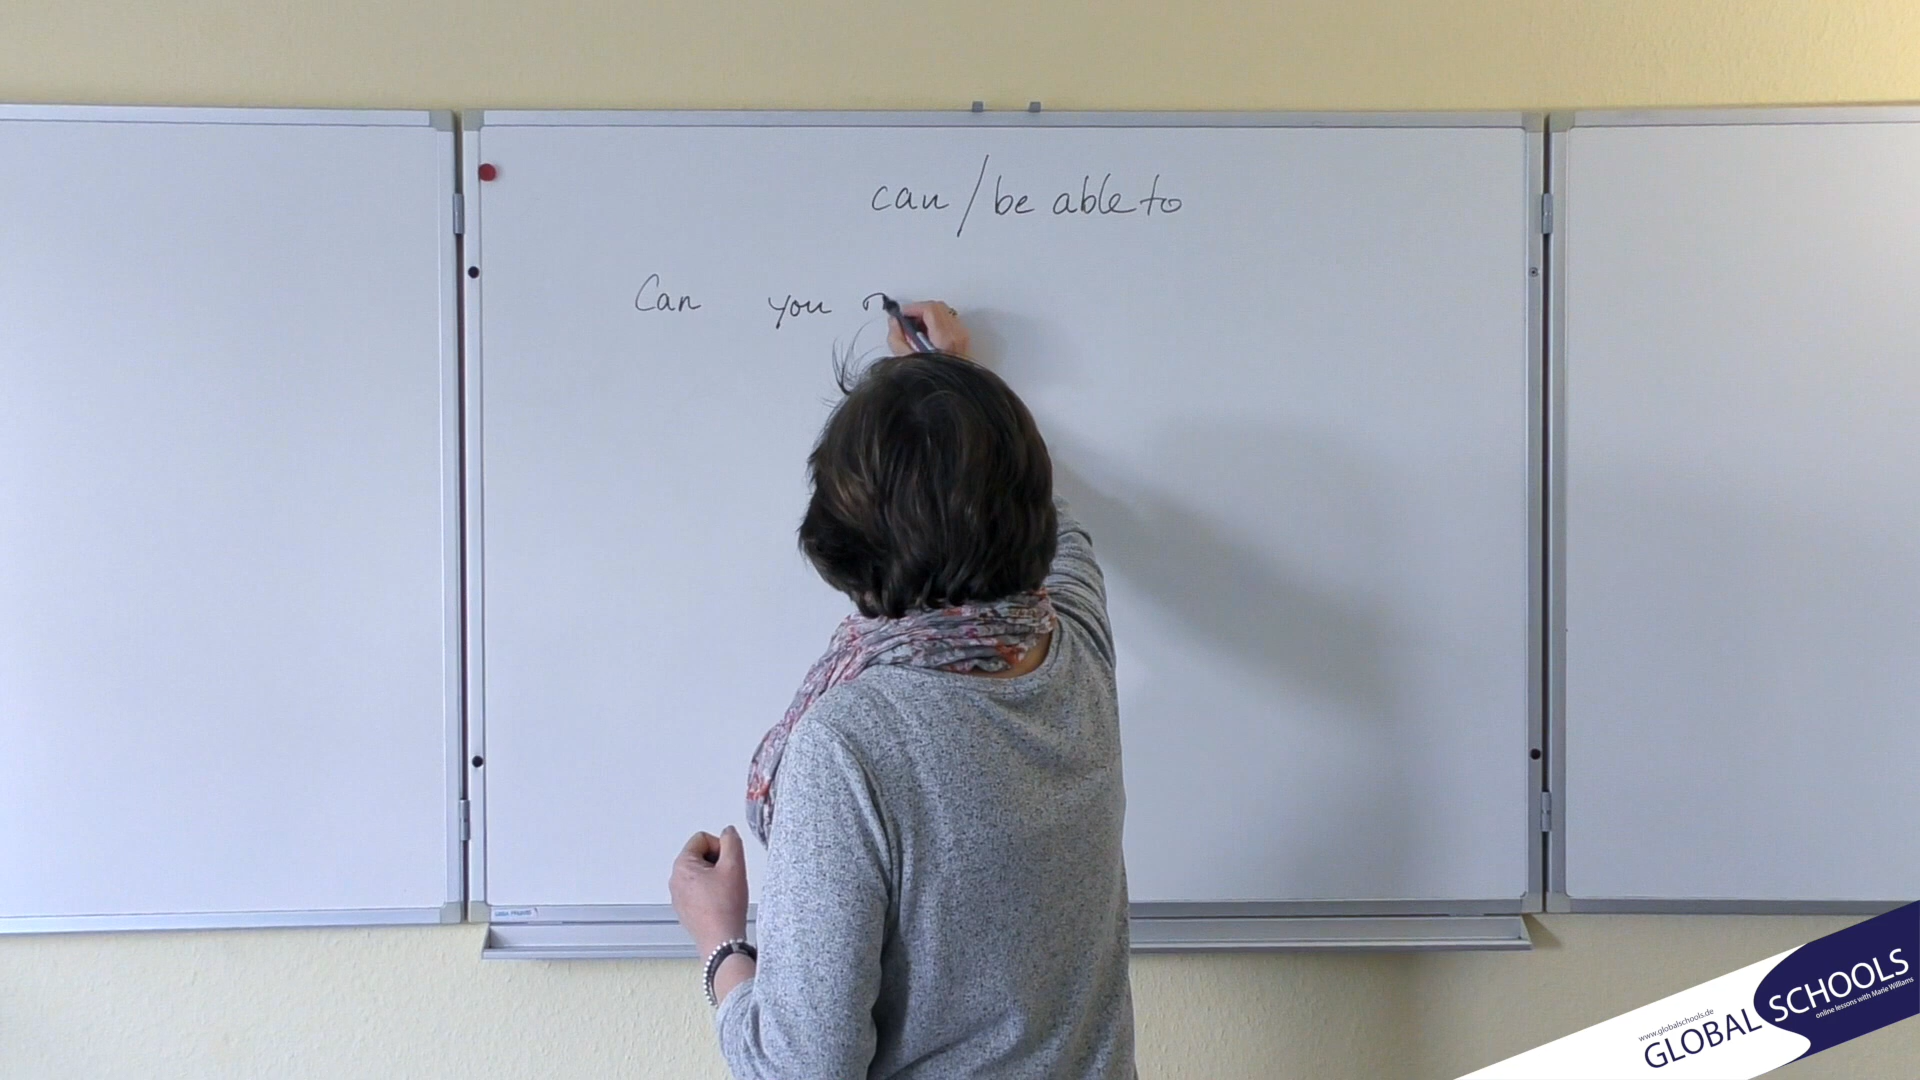 can / be able to
Can you
www.globalschools.de
GLOBAL SCHOOLS
online lessons with Marie Williams